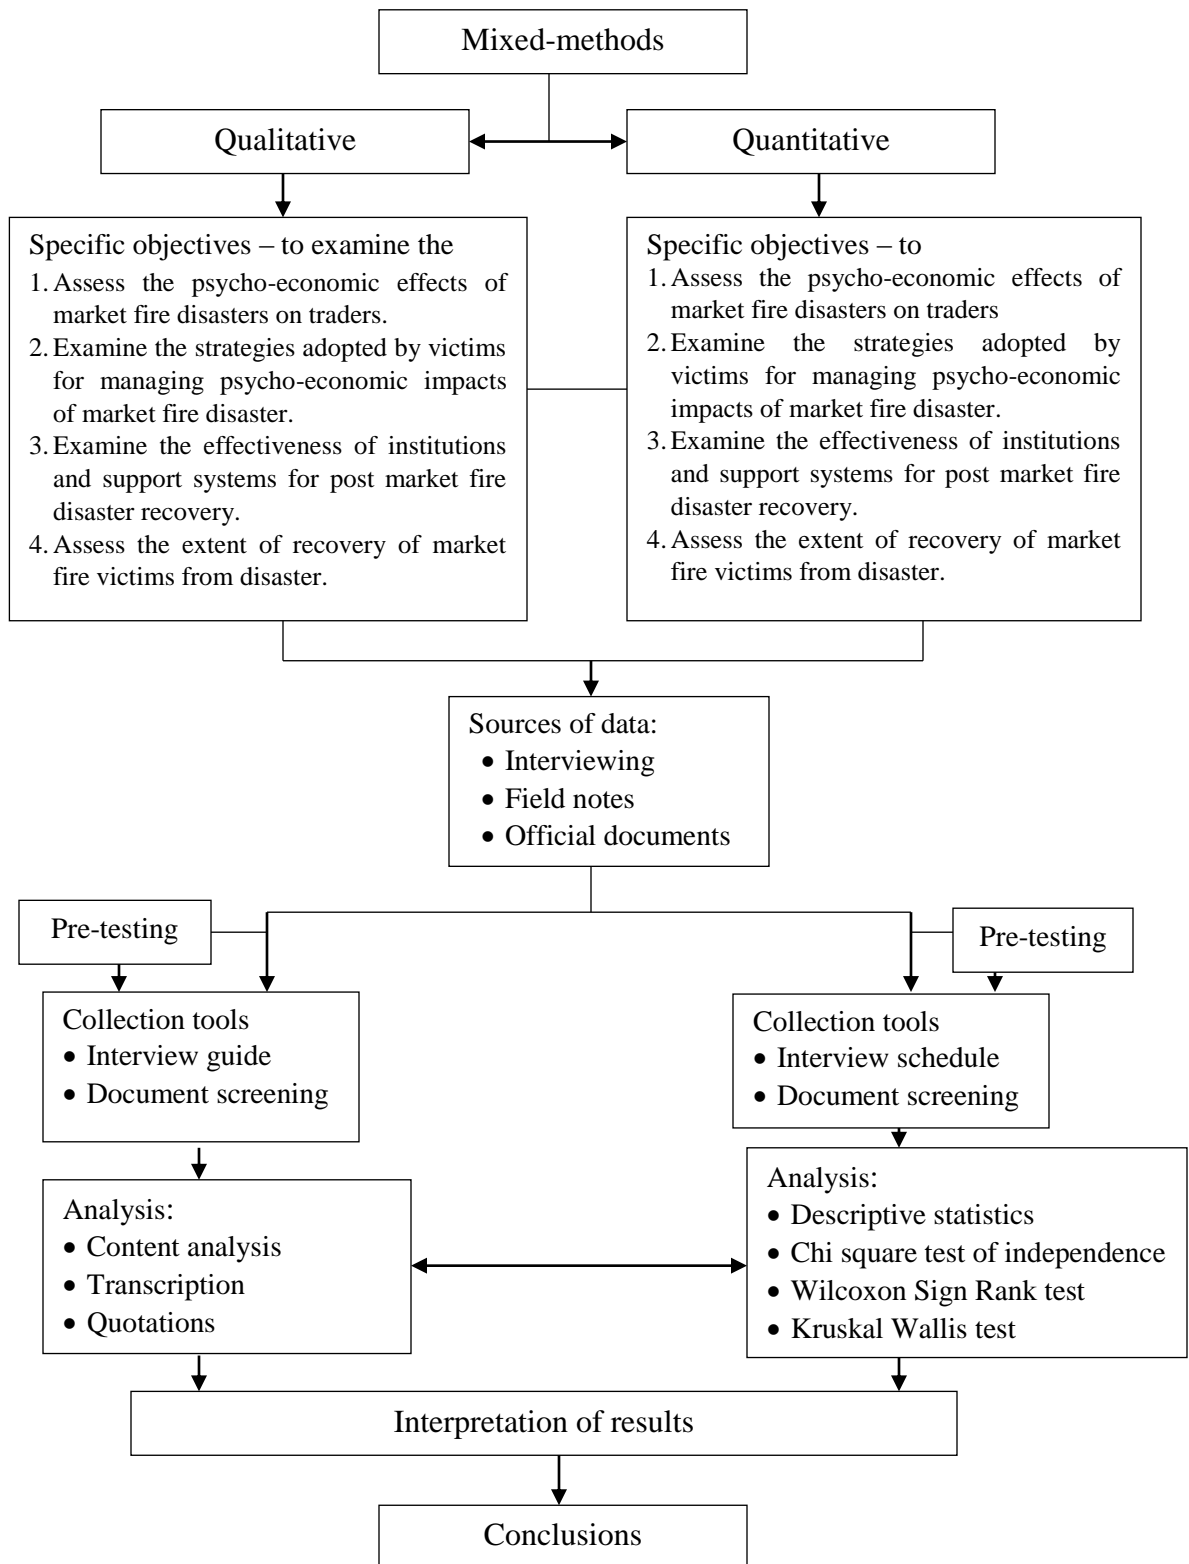 Mixed-methods
Qualitative
Quantitative
Specific objectives – to examine the
1. Assess the psycho-economic effects of
market fire disasters on traders.
2. Examine the strategies adopted by victims
for managing psycho-economic impacts
of market fire disaster.
3. Examine the effectiveness of institutions
and support systems for post market fire
disaster recovery.
4. Assess the extent of recovery of market
fire victims from disaster.
Specific objectives – to
1. Assess the psycho-economic effects of
market fire disasters on traders
2. Examine the strategies adopted by
victims for managing psycho-economic
impacts of market fire disaster.
3. Examine the effectiveness of institutions
and support systems for post market fire
disaster recovery.
4. Assess the extent of recovery of market
fire victims from disaster.
Sources of data:
• Interviewing
• Field notes
• Official documents
Pre-testing
Pre-testing
Collection tools
• Interview guide
• Document screening
Collection tools
• Interview schedule
• Document screening
Analysis:
• Content analysis
• Transcription
• Quotations
Analysis:
• Descriptive statistics
• Chi square test of independence
• Wilcoxon Sign Rank test
• Kruskal Wallis test
Interpretation of results
Conclusions